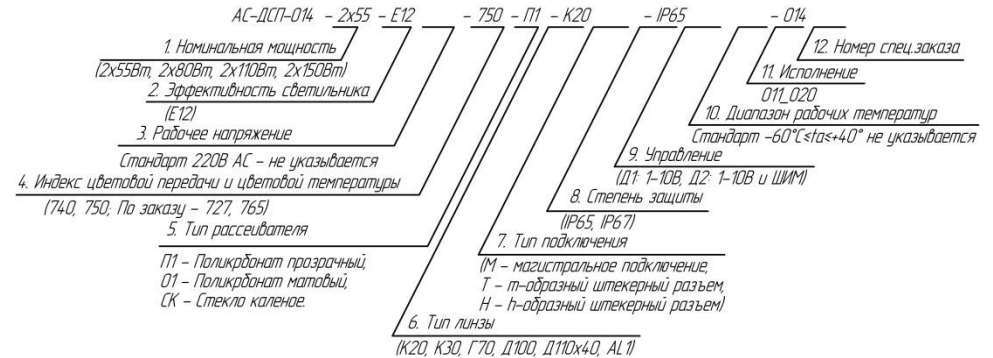 АС-ДСП-014 - 2х55 - Е12 - 750 - П1 - К20 - IP65 - 014
1. Номинальная мощность
(2х55Вт, 2х80Вт, 2х110Вт, 2х150Вт)
2. Эффективность светильника
(Е12)
3. Рабочее напряжение
Стандарт 220В АС – не указывается
4. Индекс цветовой передачи и цветовой температуры
(740, 750; По заказу – 727, 765)
5. Тип рассеивателя
П1 – Поликрбонат прозрачный,
О1 – Поликрбонат матовый,
СК – Стекло каленое.
6. Тип линзы
(К20, К30, Г70, Д100, Д110х40, AL1)
7. Тип подключения
(М – магистральное подключение,
Т – т-образный штекерный разъем,
Н – h-образный штекерный разъем)
8. Степень защиты
(IP65, IP67)
9. Управление
(Д1: 1-10В, Д2: 1-10В и ШИМ)
10. Диапазон рабочих температур
Стандарт -60°С≤ta≤+40° не указывается
11. Исполнение
011_020
12. Номер спец.заказа